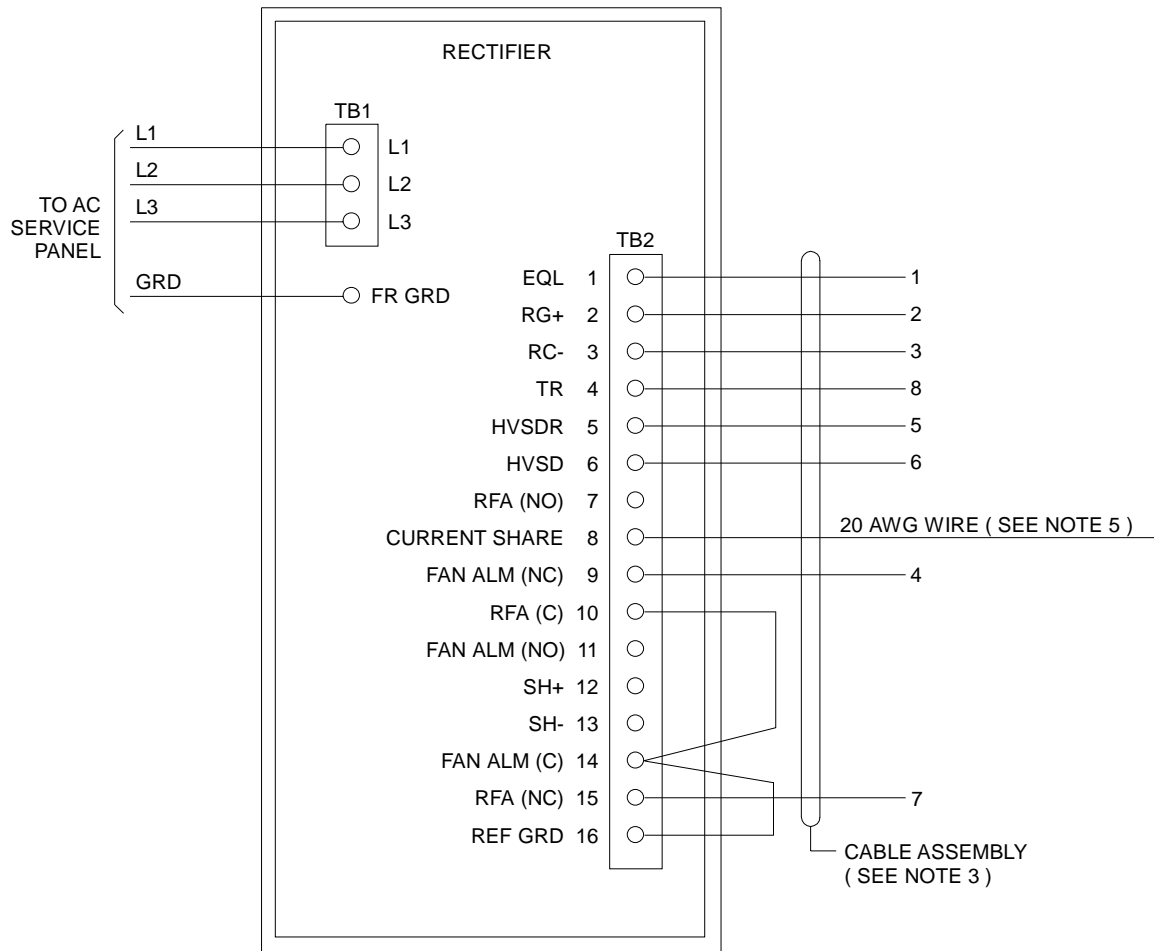 RECTIFIER
TB1
L1 L1
L2 L2
L3 L3
TO AC
SERVICE
PANEL
GRD FR GRD
TB2
EQL 1 1
RG+ 2 2
RC- 3 3
TR 4 8
HVSDR 5 5
HVSD 6 6
RFA (NO) 7
CURRENT SHARE 8 20 AWG WIRE ( SEE NOTE 5 )
FAN ALM (NC) 9 4
RFA (C) 10
FAN ALM (NO) 11
SH+ 12
SH- 13
FAN ALM (C) 14
RFA (NC) 15 7
REF GRD 16
CABLE ASSEMBLY
( SEE NOTE 3 )